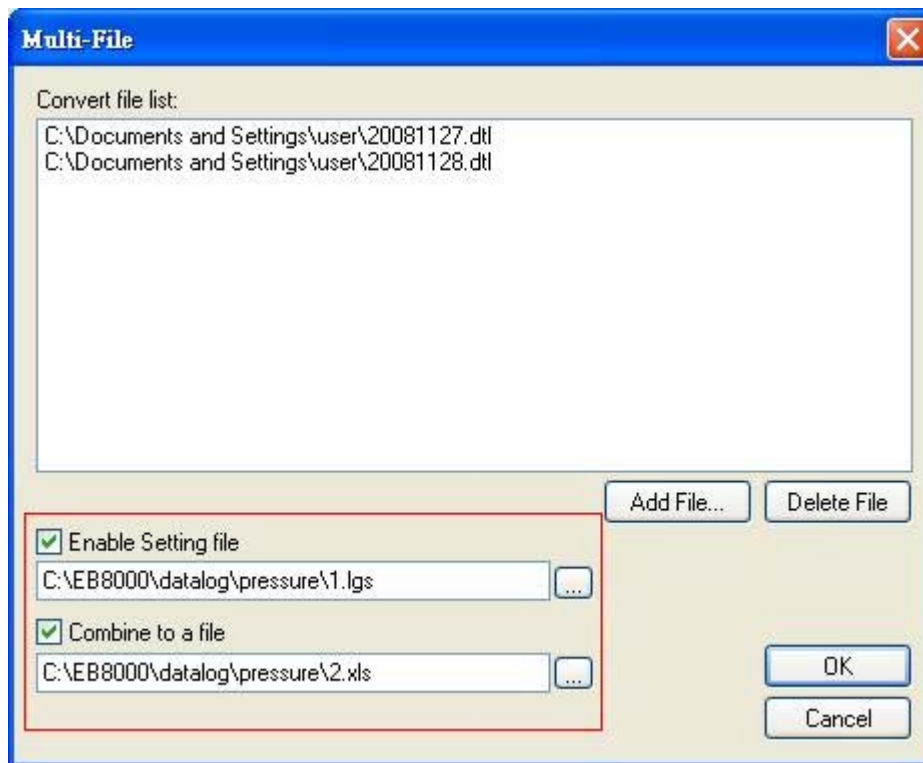 Multi-File
Convert file list:
C:\Documents and Settings\user\20081127.dtl
C:\Documents and Settings\user\20081128.dtl
Add File...
Delete File
Enable Setting file
C:\EB8000\datalog\pressure\1.lgs
...
Combine to a file
C:\EB8000\datalog\pressure\2.xls
...
OK
Cancel